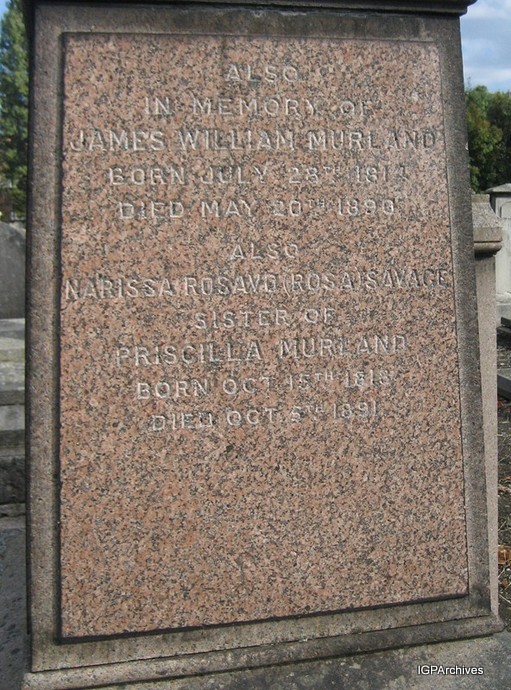 ALSO
IN MEMORY OF
JAMES WILLIAM MURLAND
BORN JULY 28TH
DIED MAY 20TH 1890
ALSO
NARISSA ROSAVO (ROSA) SAVAGE
SISTER OF
PRISCILLA MURLAND
BORN OCT 15TH 1818
DIED OCT 5TH 1891
IGPArchives